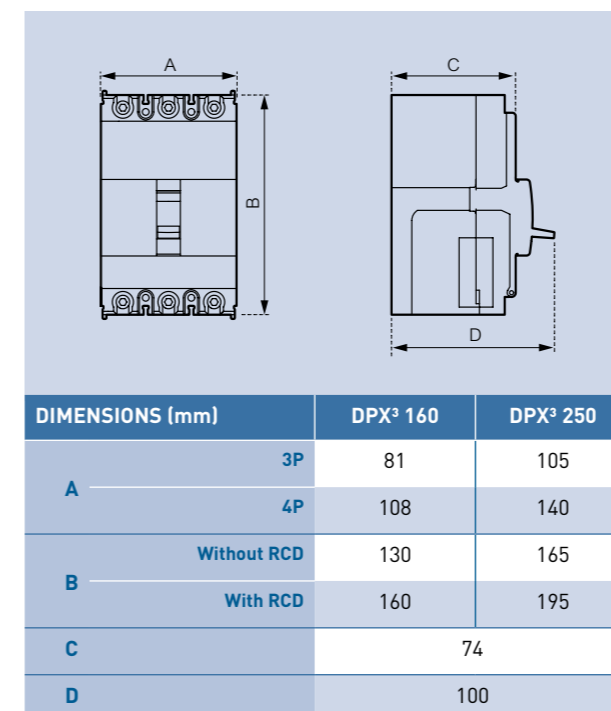 A
C
B
D
DIMENSIONS (mm) DPX³ 160 DPX³ 250
A 3P 81 105
4P 108 140
B Without RCD 130 165
With RCD 160 195
C 74
D 100